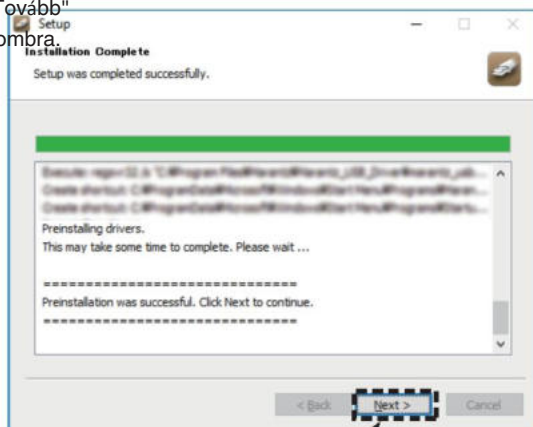 Tovább"
ombra.
Setup
Installation Oomplete
Setup was completed successfully.
Preinstalling drivers.
This may take some time to complete. Please wait ...
===============================
Preinstallation was successful. Click Next to continue.
===============================
< Back
Next >
Cancel